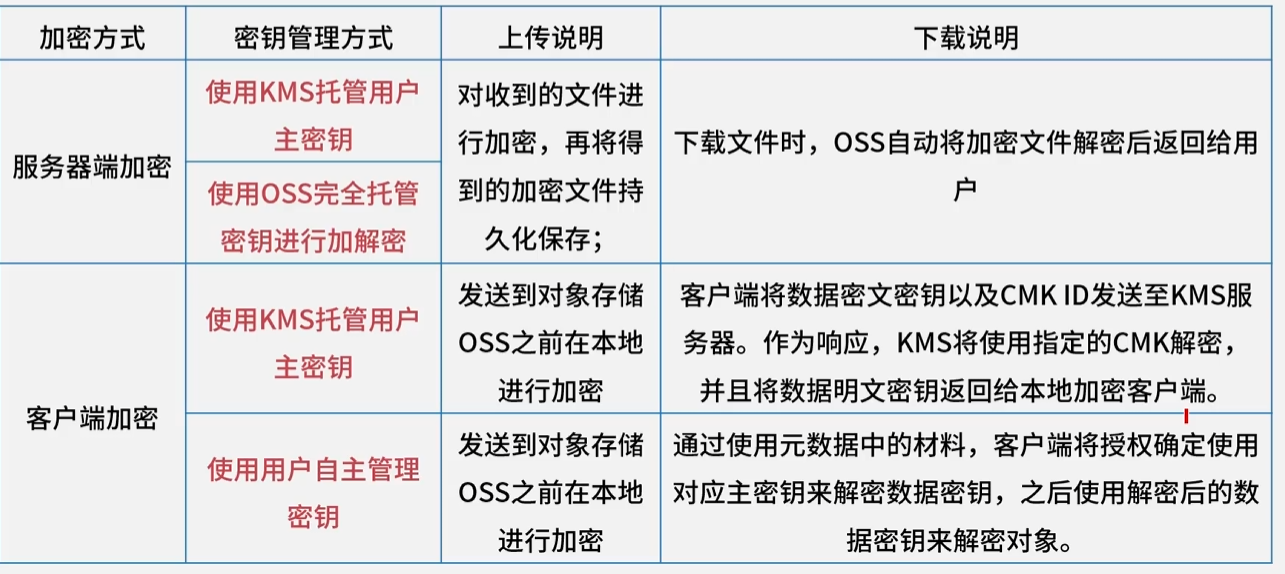 加密方式
密钥管理方式
上传说明
下载说明
服务器端加密
使用KMS托管用户
主密钥
使用OSS完全托管
密钥进行加解密
对收到的文件进
行加密，再将得
到的加密文件持
久化保存；
下载文件时，OSS自动将加密文件解密后返回给用
户
客户端加密
使用KMS托管用户
主密钥
发送到对象存储
OSS之前在本地
进行加密
客户端将数据密文密钥以及CMK ID发送至KMS服
务器。作为响应，KMS将使用指定的CMK解密，
并且将数据明文密钥返回给本地加密客户端。
使用用户自主管理
密钥
发送到对象存储
OSS之前在本地
进行加密
通过使用元数据中的材料，客户端将授权确定使用
对应主密钥来解密数据密钥，之后使用解密后的数
据密钥来解密对象。